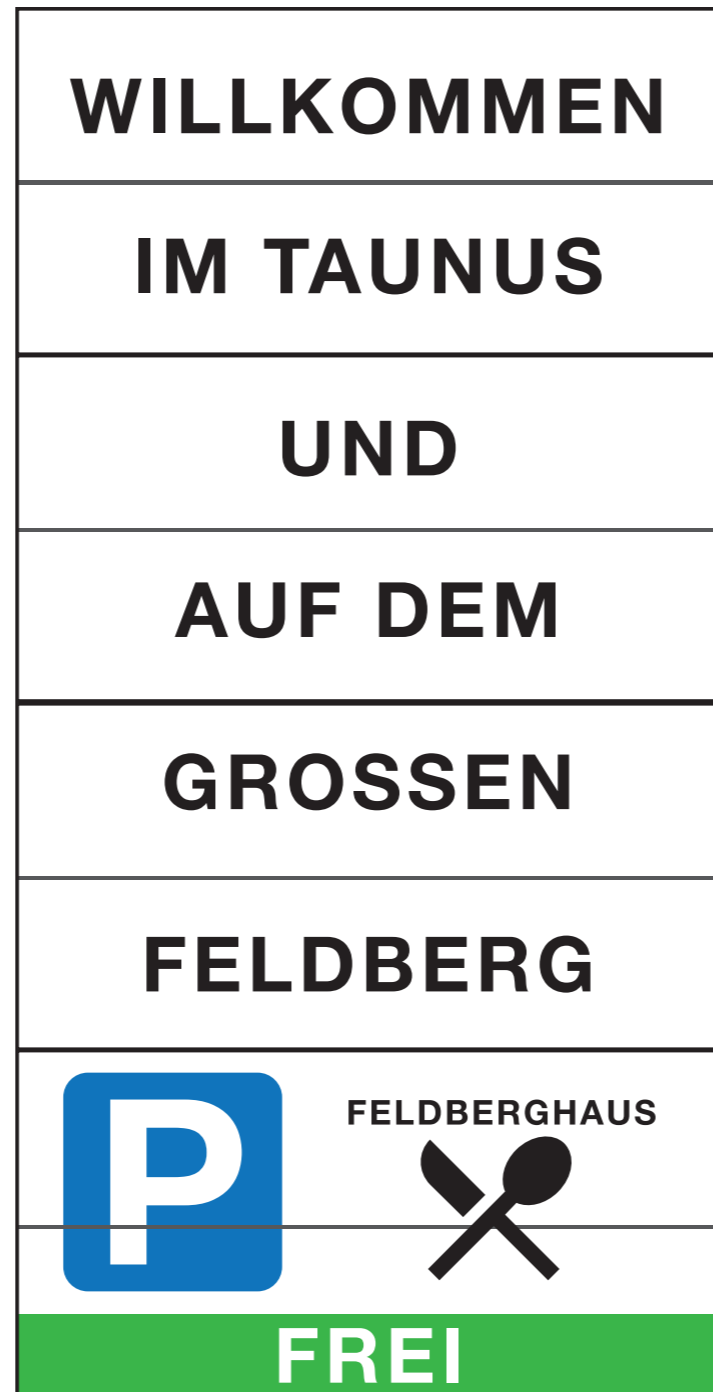 WILLKOMMEN
IM TAUNUS
UND
AUF DEM
GROSSEN
FELDBERG
P
FELDBERGHAUS
FREI